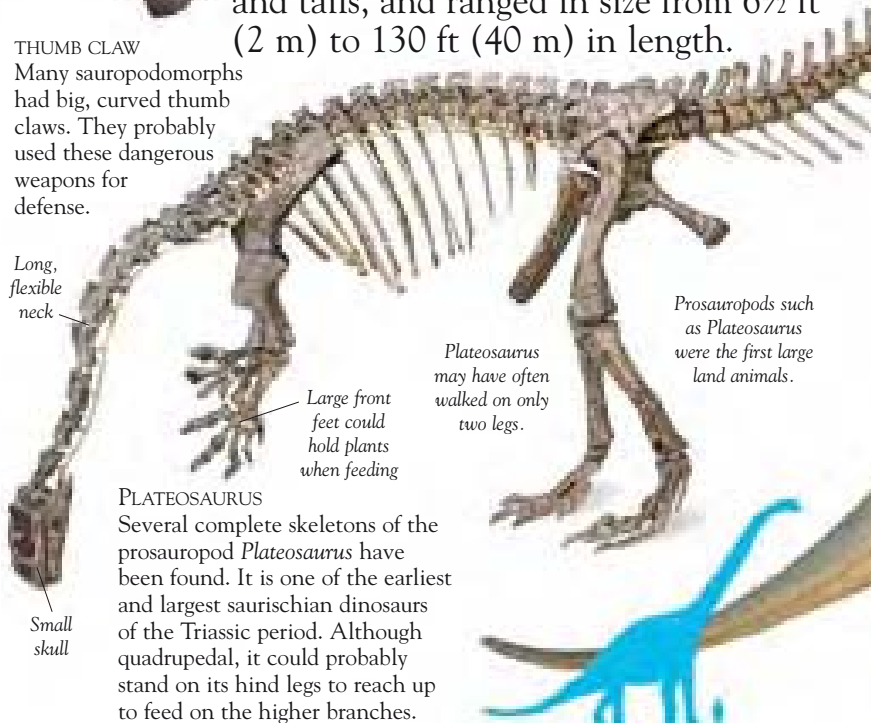 and tails, and ranged in size from 6½ ft
(2 m) to 130 ft (40 m) in length.
THUMB CLAW
Many sauropodomorphs
had big, curved thumb
claws. They probably
used these dangerous
weapons for
defense.
Long,
flexible
neck
Large front
feet could
hold plants
when feeding
Plateosaurus
may have often
walked on only
two legs.
Prosauropods such
as Plateosaurus
were the first large
land animals.
Small
skull
PLATEOSAURUS
Several complete skeletons of the
prosauropod Plateosaurus have
been found. It is one of the earliest
and largest saurischian dinosaurs
of the Triassic period. Although
quadrupedal, it could probably
stand on its hind legs to reach up
to feed on the higher branches.